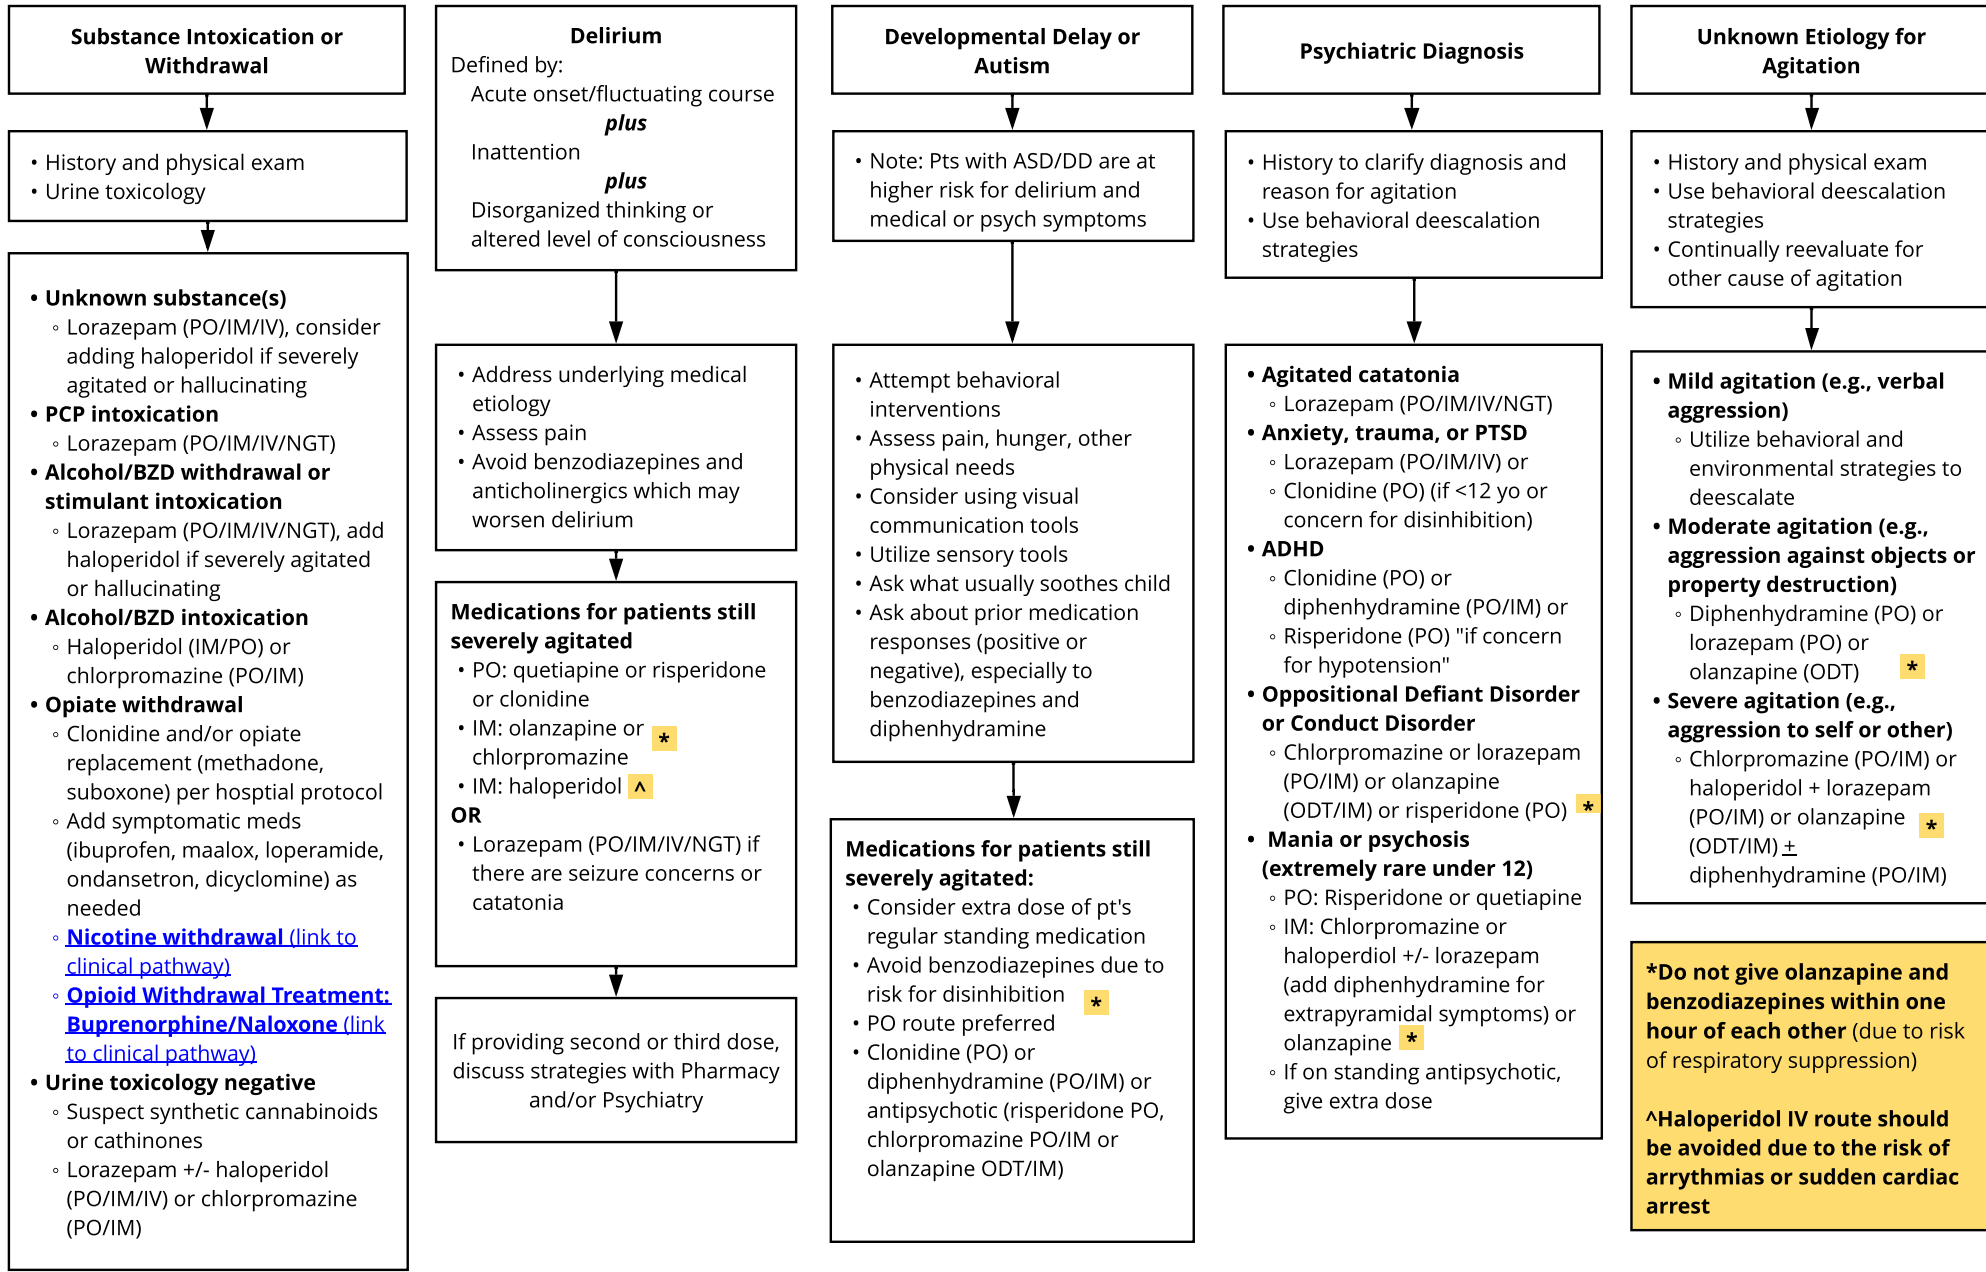 Substance Intoxication or
Withdrawal
• History and physical exam
• Urine toxicology
• Unknown substance(s)
◦ Lorazepam (PO/IM/IV), consider
adding haloperidol if severely
agitated or hallucinating
• PCP intoxication
◦ Lorazepam (PO/IM/IV/NGT)
• Alcohol/BZD withdrawal or
stimulant intoxication
◦ Lorazepam (PO/IM/IV/NGT), add
haloperidol if severely agitated
or hallucinating
• Alcohol/BZD intoxication
◦ Haloperidol (IM/PO) or
chlorpromazine (PO/IM)
• Opiate withdrawal
◦ Clonidine and/or opiate
replacement (methadone,
suboxone) per hosptial protocol
◦ Add symptomatic meds
(ibuprofen, maalox, loperamide,
ondansetron, dicyclomine) as
needed
◦ Nicotine withdrawal (link to
clinical pathway)
◦ Opioid Withdrawal Treatment:
Buprenorphine/Naloxone (link
to clinical pathway)
• Urine toxicology negative
◦ Suspect synthetic cannabinoids
or cathinones
◦ Lorazepam +/- haloperidol
(PO/IM/IV) or chlorpromazine
(PO/IM)
Delirium
Defined by:
Acute onset/fluctuating course
plus
Inattention
plus
Disorganized thinking or
altered level of consciousness
• Address underlying medical
etiology
• Assess pain
• Avoid benzodiazepines and
anticholinergics which may
worsen delirium
Medications for patients still
severely agitated
• PO: quetiapine or risperidone
or clonidine
• IM: olanzapine or *
chlorpromazine
• IM: haloperidol ^
OR
• Lorazepam (PO/IM/IV/NGT) if
there are seizure concerns or
catatonia
If providing second or third dose,
discuss strategies with Pharmacy
and/or Psychiatry
Developmental Delay or
Autism
• Note: Pts with ASD/DD are at
higher risk for delirium and
medical or psych symptoms
• Attempt behavioral
interventions
• Assess pain, hunger, other
physical needs
• Consider using visual
communication tools
• Utilize sensory tools
• Ask what usually soothes child
• Ask about prior medication
responses (positive or
negative), especially to
benzodiazepines and
diphenhydramine
Medications for patients still
severely agitated:
• Consider extra dose of pt's
regular standing medication
• Avoid benzodiazepines due to
risk for disinhibition *
• PO route preferred
• Clonidine (PO) or
diphenhydramine (PO/IM) or
antipsychotic (risperidone PO,
chlorpromazine PO/IM or
olanzapine ODT/IM)
Psychiatric Diagnosis
• History to clarify diagnosis and
reason for agitation
• Use behavioral deescalation
strategies
• Agitated catatonia
◦ Lorazepam (PO/IM/IV/NGT)
• Anxiety, trauma, or PTSD
◦ Lorazepam (PO/IM/IV) or
◦ Clonidine (PO) (if <12 yo or
concern for disinhibition)
• ADHD
◦ Clonidine (PO) or
diphenhydramine (PO/IM) or
◦ Risperidone (PO) "if concern
for hypotension"
• Oppositional Defiant Disorder
or Conduct Disorder
◦ Chlorpromazine or lorazepam
(PO/IM) or olanzapine
(ODT/IM) or risperidone (PO) *
• Mania or psychosis
(extremely rare under 12)
◦ PO: Risperidone or quetiapine
◦ IM: Chlorpromazine or
haloperdiol +/- lorazepam
(add diphenhydramine for
extrapyramidal symptoms) or
olanzapine *
◦ If on standing antipsychotic,
give extra dose
Unknown Etiology for
Agitation
• History and physical exam
• Use behavioral deescalation
strategies
• Continually reevaluate for
other cause of agitation
• Mild agitation (e.g., verbal
aggression)
◦ Utilize behavioral and
environmental strategies to
deescalate
• Moderate agitation (e.g.,
aggression against objects or
property destruction)
◦ Diphenhydramine (PO) or
lorazepam (PO) or
olanzapine (ODT) *
• Severe agitation (e.g.,
aggression to self or other)
◦ Chlorpromazine (PO/IM) or
haloperidol + lorazepam
(PO/IM) or olanzapine *
(ODT/IM) +
diphenhydramine (PO/IM)
*Do not give olanzapine and
benzodiazepines within one
hour of each other (due to risk
of respiratory suppression)
^Haloperidol IV route should
be avoided due to the risk of
arrythmias or sudden cardiac
arrest